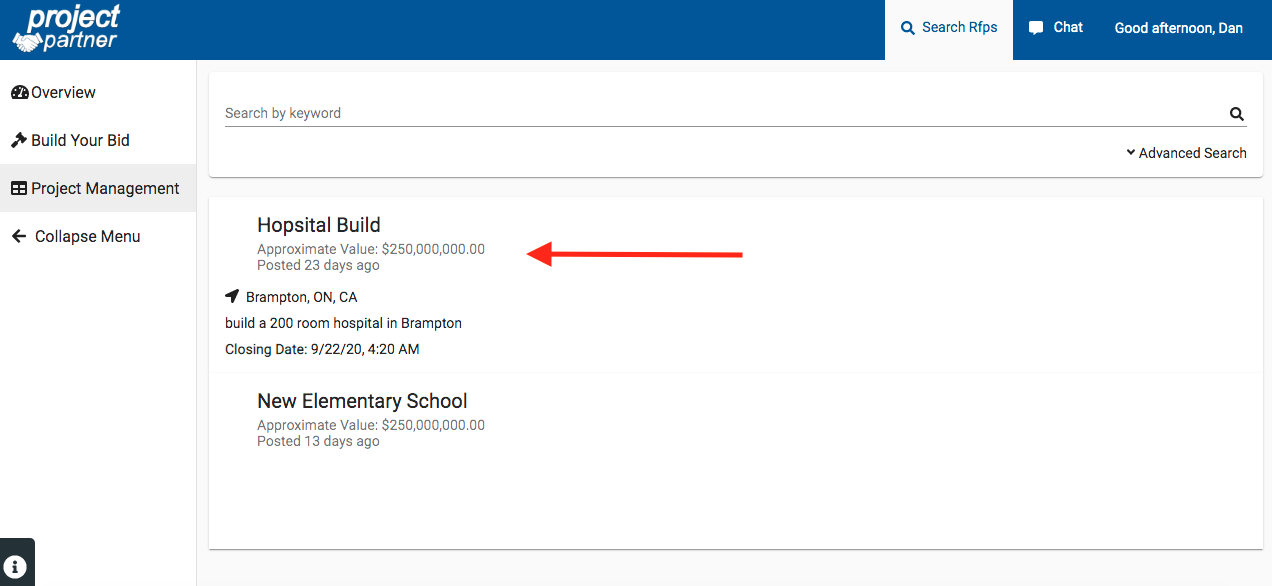 project
partner
Search Rfps
Chat
Good afternoon, Dan
Overview
Build Your Bid
Project Management
Collapse Menu
Search by keyword
Advanced Search
Hopsital Build
Approximate Value: $250,000,000.00
Posted 23 days ago
Brampton, ON, CA
build a 200 room hospital in Brampton
Closing Date: 9/22/20, 4:20 AM
New Elementary School
Approximate Value: $250,000,000.00
Posted 13 days ago